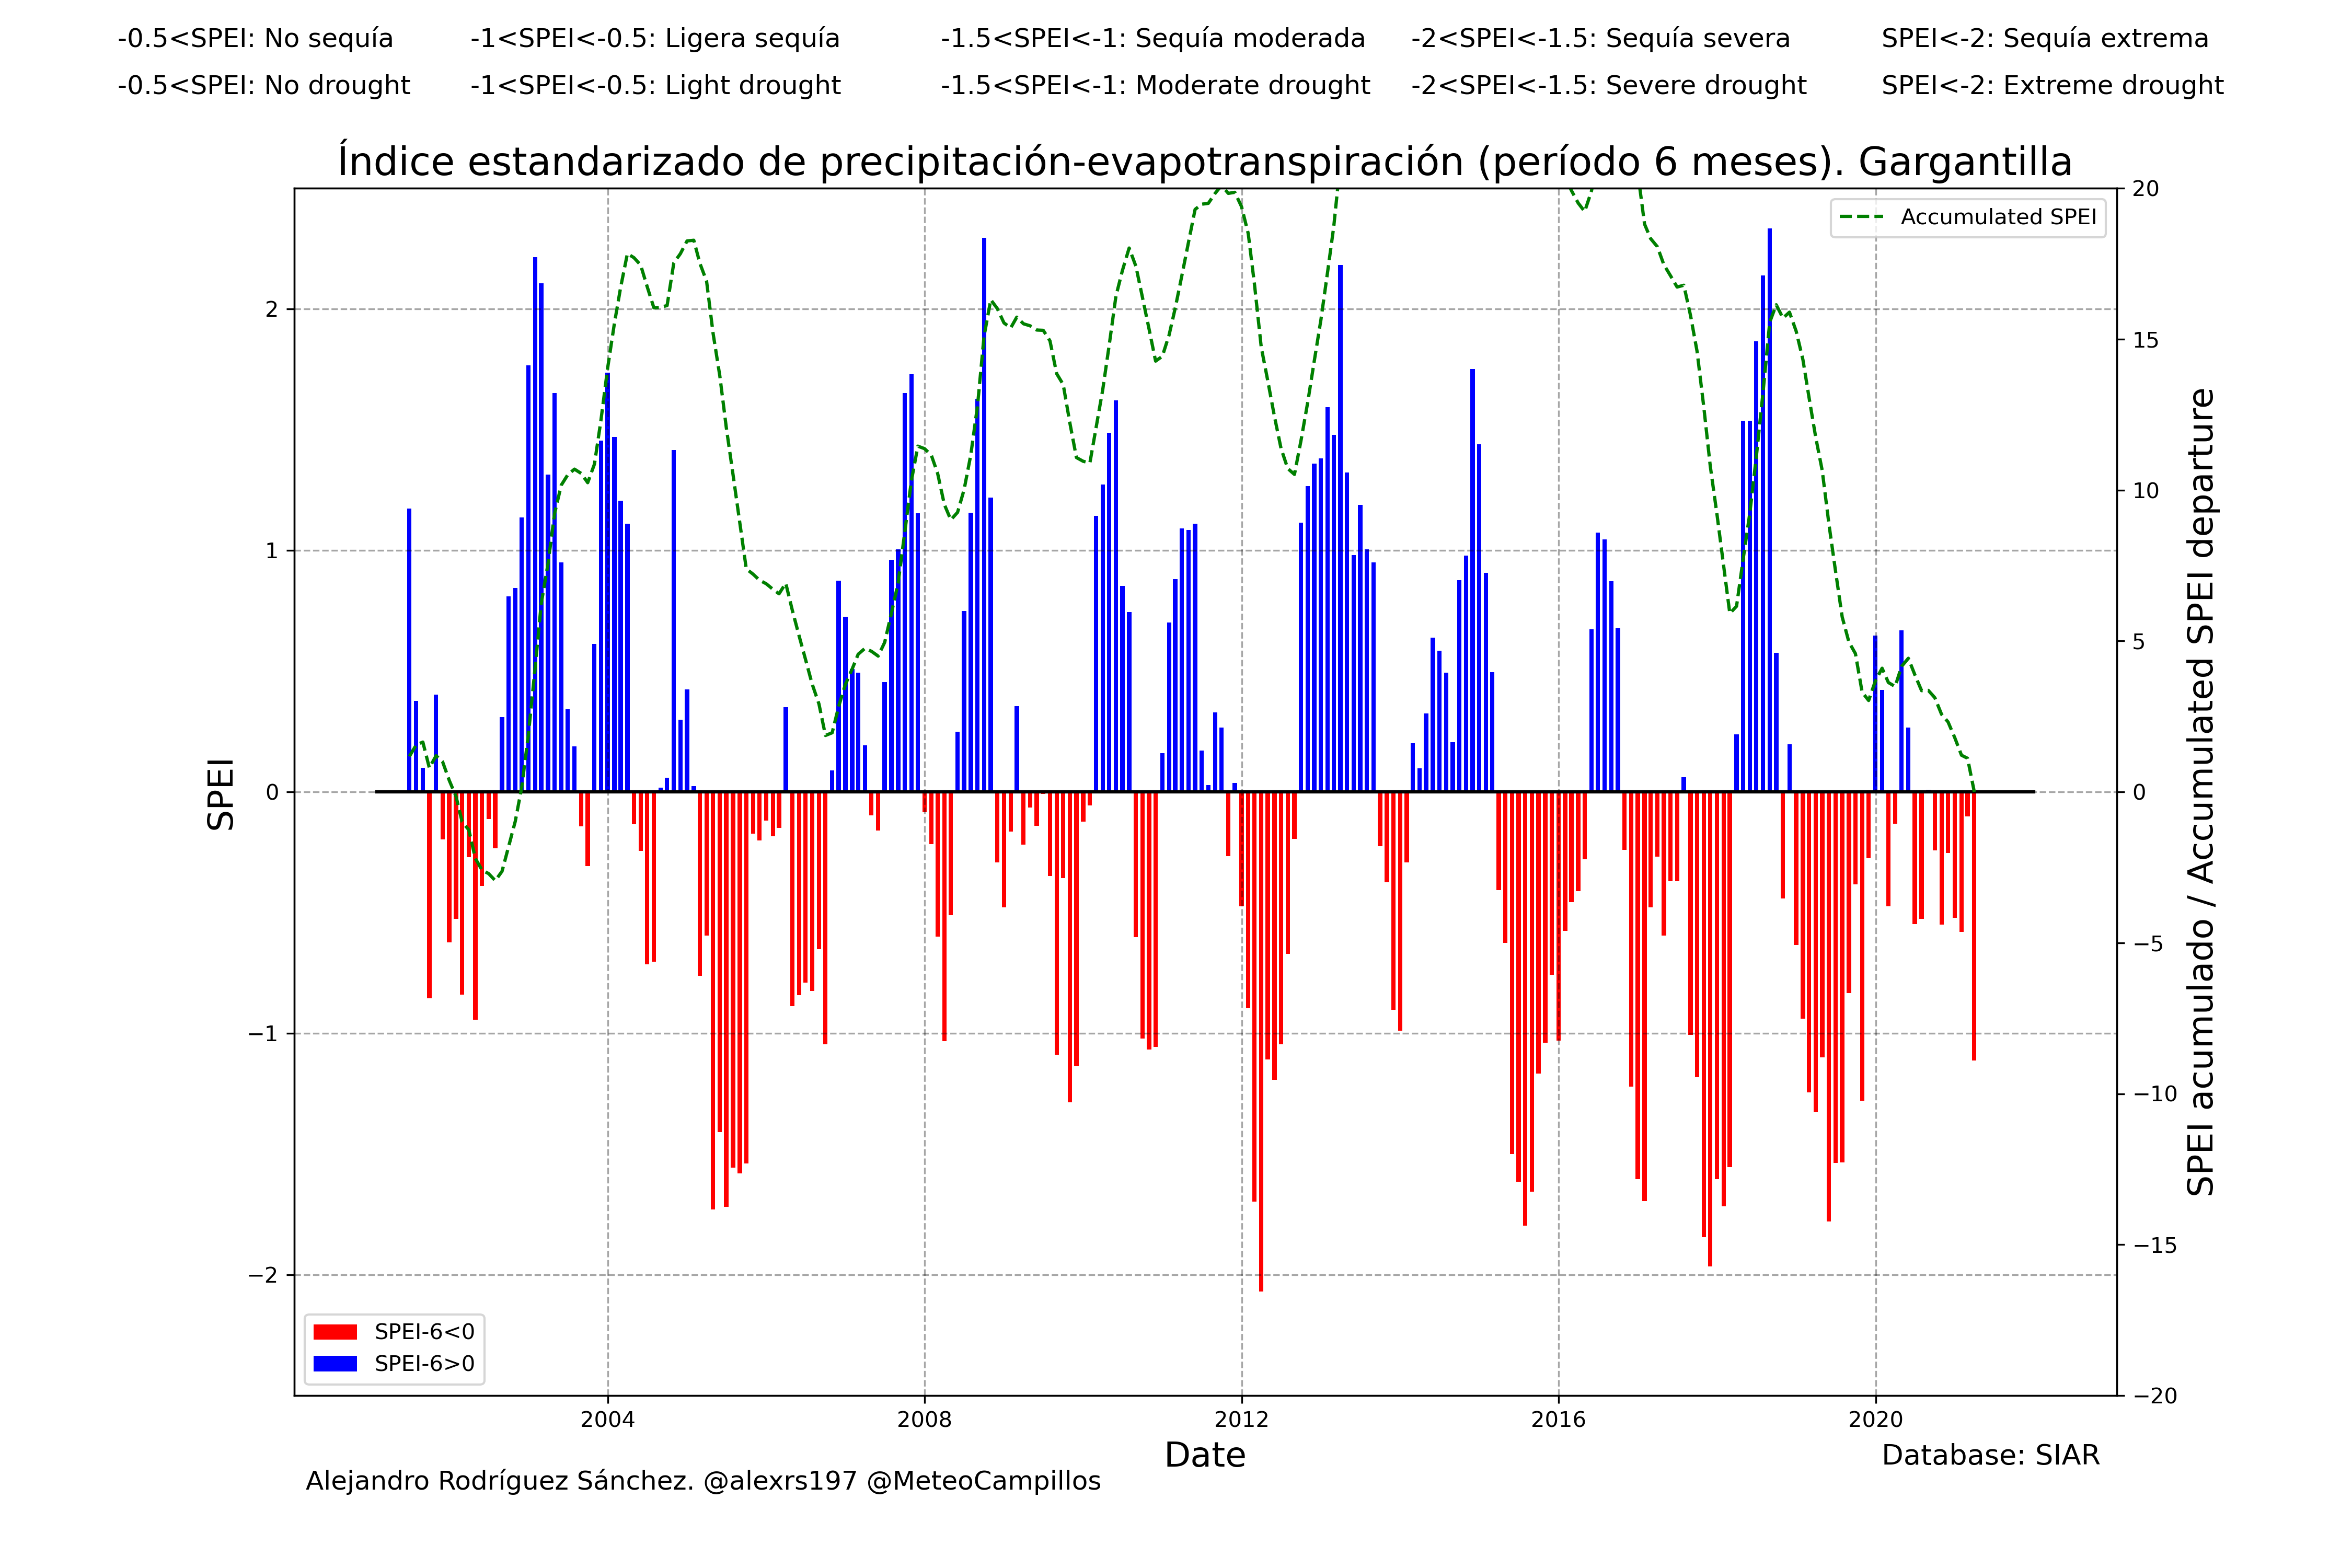 -0.5<SPEI: No sequía -1<SPEI<-0.5: Ligera sequía -1.5<SPEI<-1: Sequía moderada -2<SPEI<-1.5: Sequía severa SPEI<-2: Sequía extrema
-0.5<SPEI: No drought -1<SPEI<-0.5: Light drought -1.5<SPEI<-1: Moderate drought -2<SPEI<-1.5: Severe drought SPEI<-2: Extreme drought
Índice estandarizado de precipitación-evapotranspiración (período 6 meses). Gargantilla
Accumulated SPEI
SPEI
2
1
0
−1
−2
20
15
10
5
0
−5
−10
−15
−20
SPEI acumulado / Accumulated SPEI departure
SPEI-6<0
SPEI-6>0
2004 2008 2012 2016 2020
Date
Database: SIAR
Alejandro Rodríguez Sánchez. @alexrs197 @MeteoCampillos